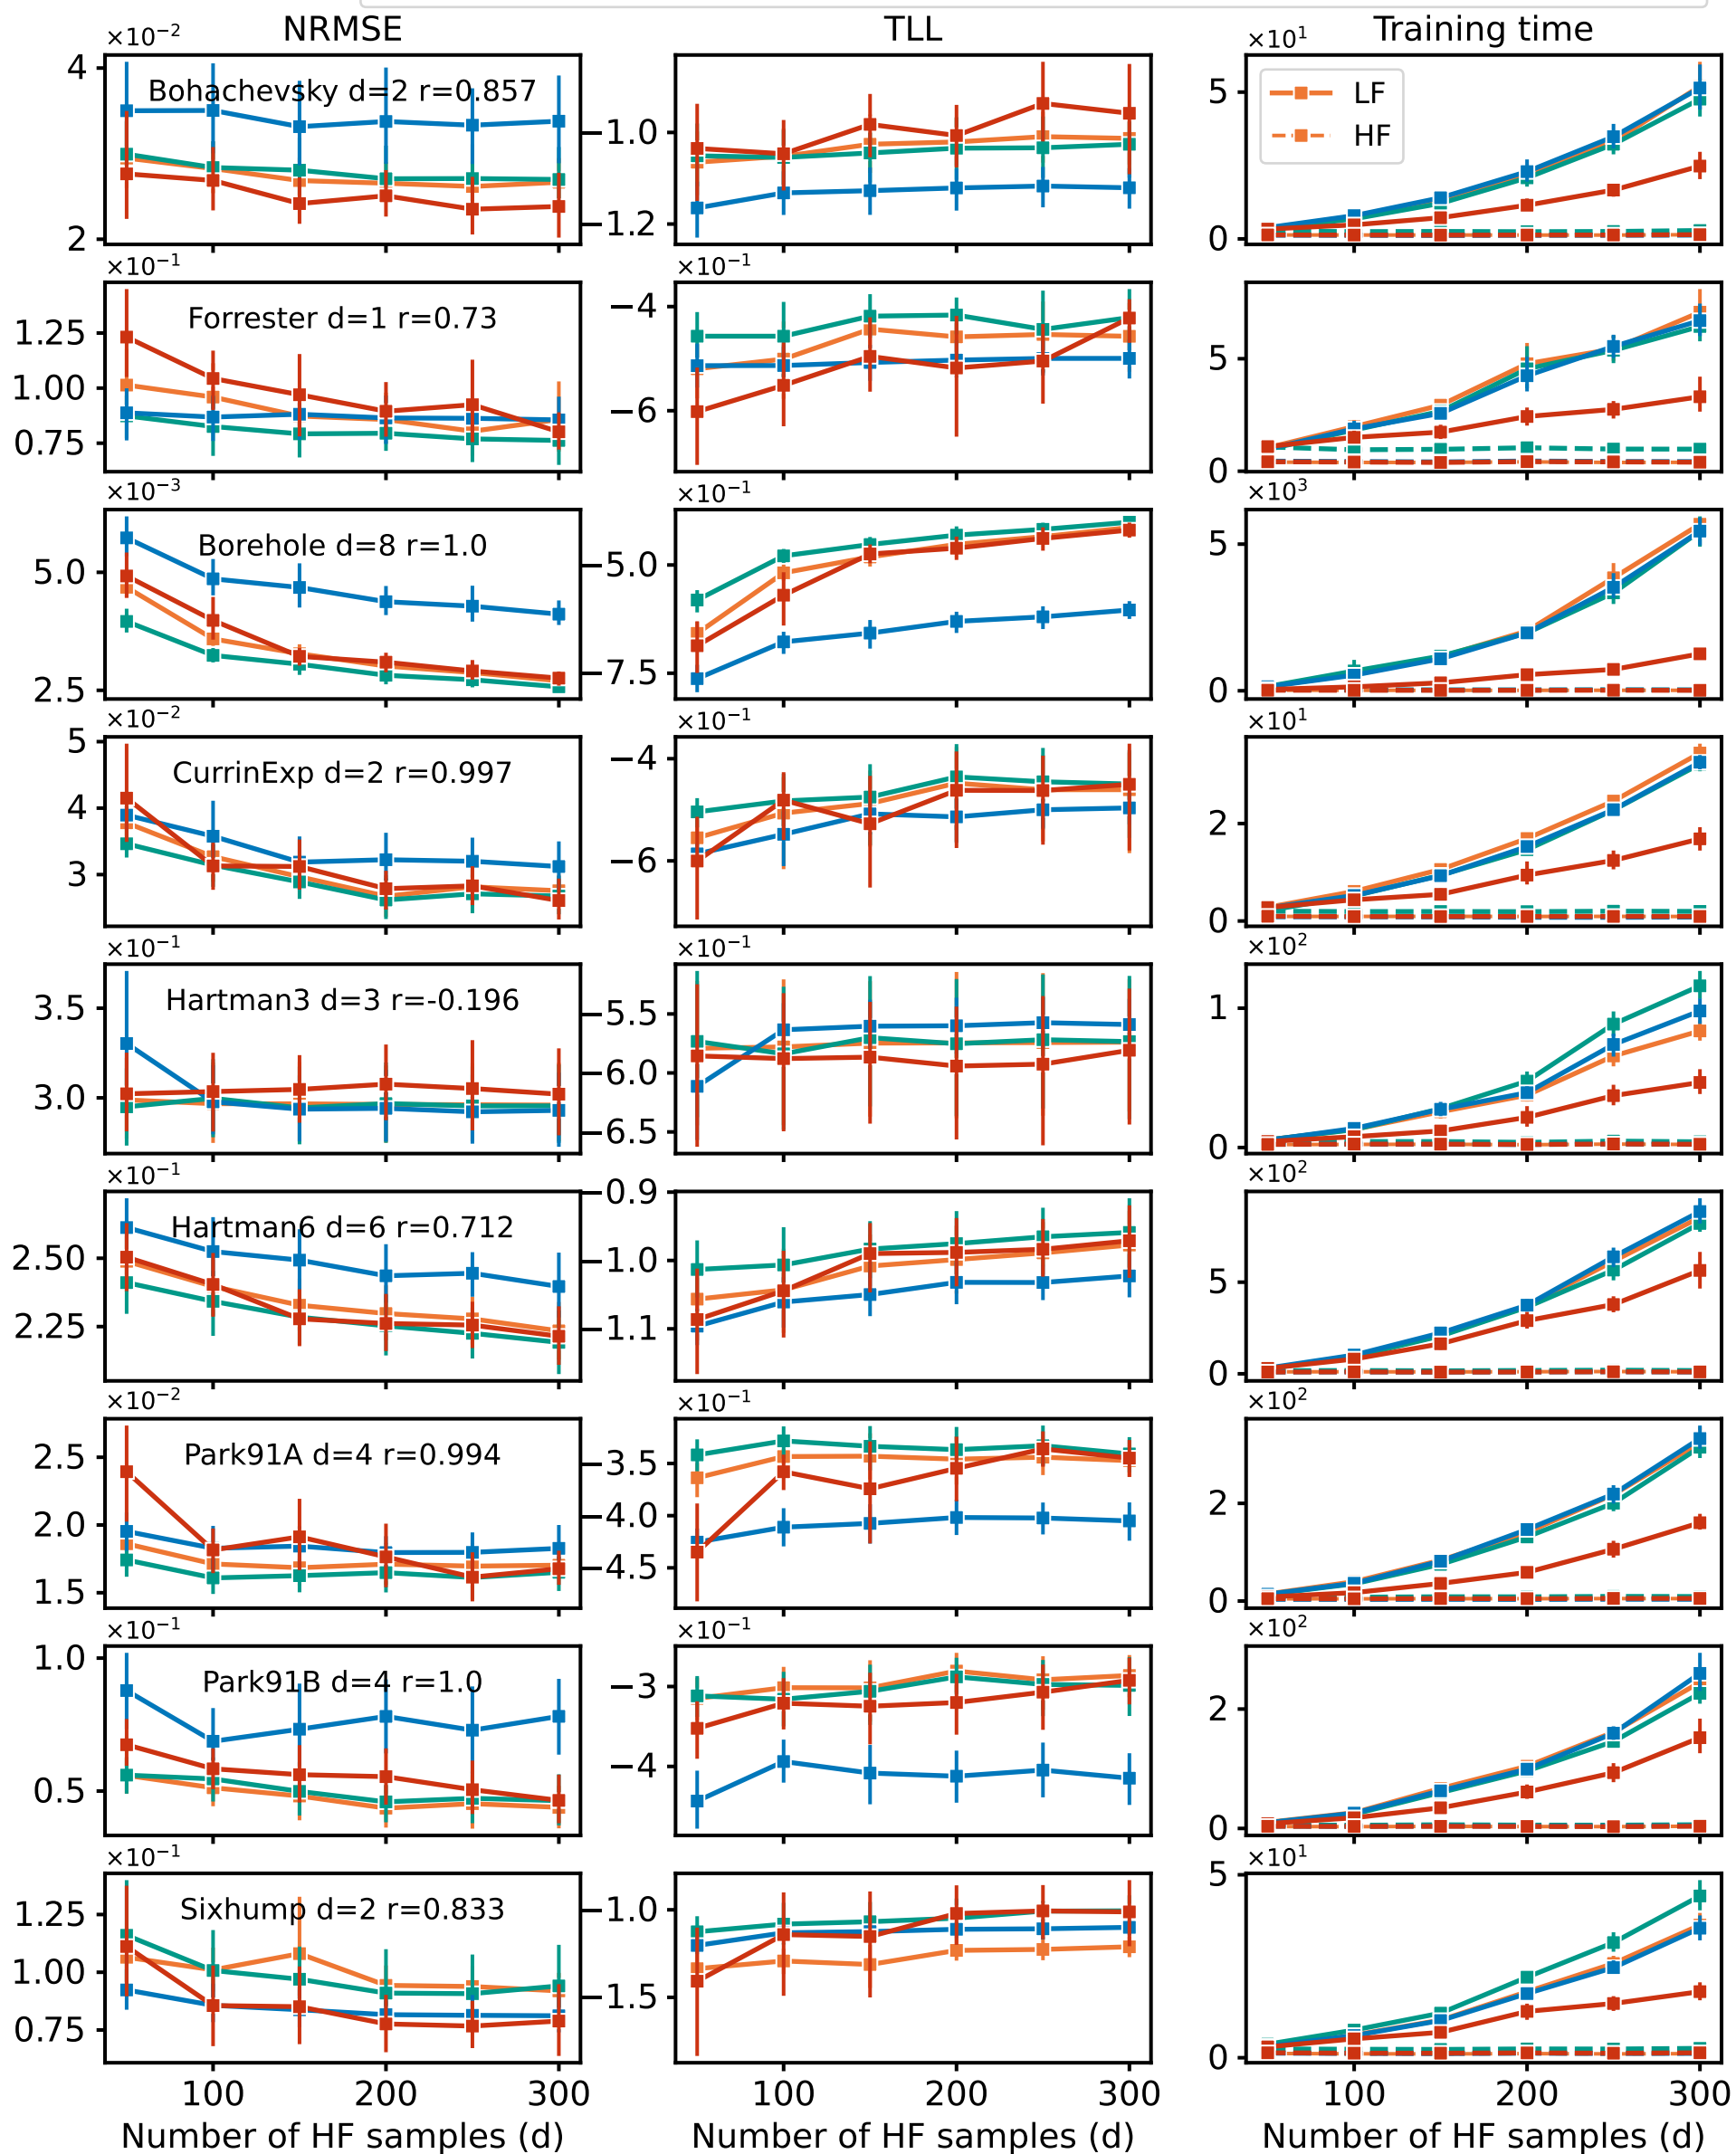 NRMSE TLL Training time
×10⁻² ×10¹
4 2
Bohachevsky d=2 r=0.857
−1.0 −1.2
5 0
LF
HF
×10⁻¹ ×10⁻¹
1.25 1.00 0.75
Forrester d=1 r=0.73
−4 −6
5 0
×10⁻³ ×10⁻¹ ×10³
5.0 2.5
Borehole d=8 r=1.0
−5.0 −7.5
5 0
×10⁻² ×10⁻¹ ×10¹
5 4 3
CurrinExp d=2 r=0.997
−4 −6
2 0
×10⁻¹ ×10⁻¹ ×10²
3.5 3.0
Hartman3 d=3 r=-0.196
−5.5 −6.0 −6.5
1 0
×10⁻¹ ×10²
2.50 2.25
Hartman6 d=6 r=0.712
−0.9 −1.0 −1.1
5 0
×10⁻² ×10⁻¹ ×10²
2.5 2.0 1.5
Park91A d=4 r=0.994
−3.5 −4.0 −4.5
2 0
×10⁻¹ ×10⁻¹ ×10²
1.0 0.5
Park91B d=4 r=1.0
−3 −4
2 0
×10⁻¹ ×10¹
1.25 1.00 0.75
Sixhump d=2 r=0.833
−1.0 −1.5
5 0
100 200 300 100 200 300 100 200 300
Number of HF samples (d) Number of HF samples (d) Number of HF samples (d)